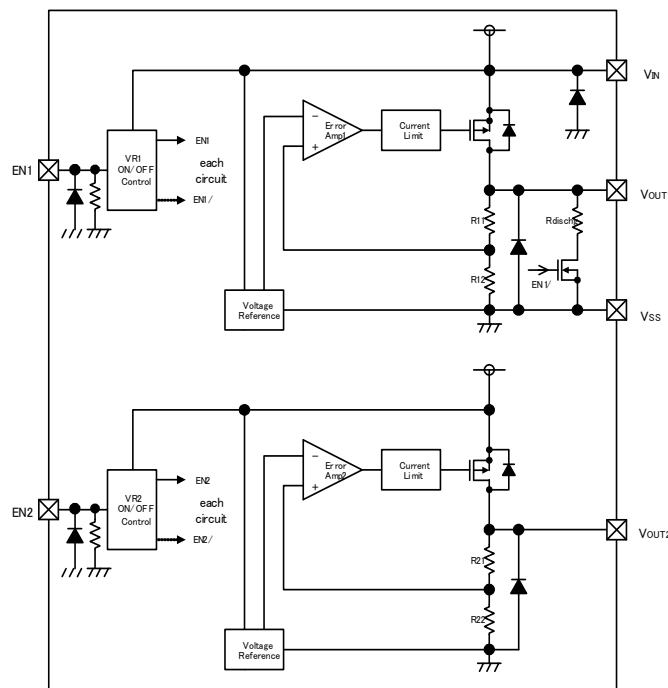 VIN
Error
Amp1
Current
Limit
−
+
EN1
VR1
ON/OFF
Control
EN1
each
circuit
EN1/
VOUT
R11
Rdischg
R12
EN1/
Voltage
Reference
VSS
Error
Amp2
Current
Limit
−
+
EN2
VR2
ON/OFF
Control
EN2
each
circuit
EN2/
VOUT2
R21
R22
Voltage
Reference